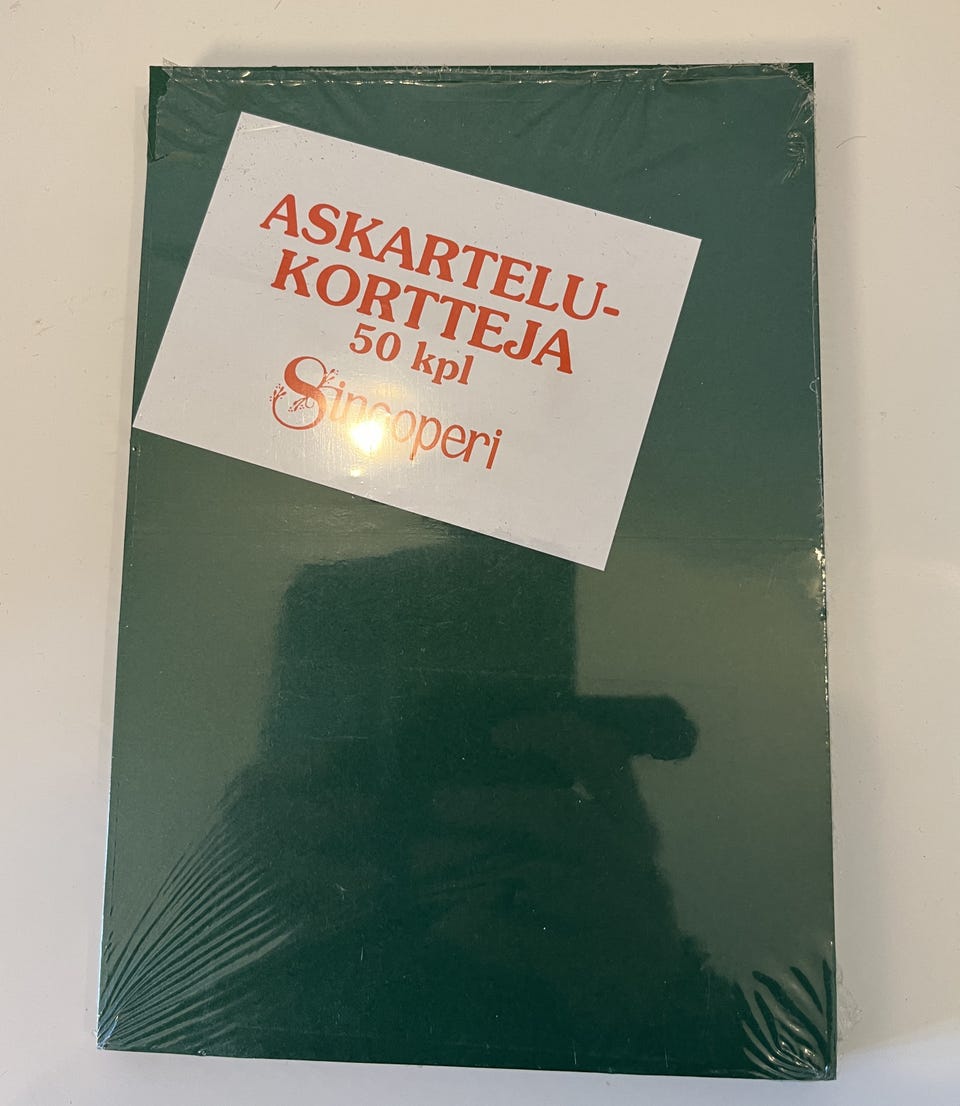 ASKARTELU-
KORTTEJA
50 kpl
Sincoperi